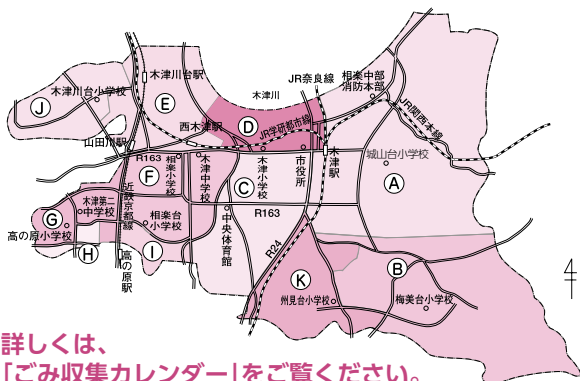 木津川台駅
木津川
JR奈良線
相楽中部
消防本部
木津川台小学校
J
E
D
西木津駅
JR学研都市線
JR関西本線
山田川駅
R163
市役所
木津駅
城山台小学校
F
相楽小学校
木津中学校
C
木津小学校
A
近鉄京都線
木津第二
中学校
相楽台
小学校
中央体育館
R163
G
高の原小学校
H
I
高の原駅
R24
K
B
州見台小学校
梅美台小学校
4
詳しくは、
「ごみ収集カレンダー」をご覧ください。